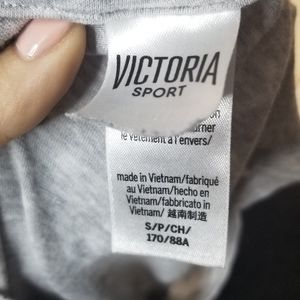 VICTORIA
SPORT
le vêtement à l'envers/
made in Vietnam/fabriqué
au Vietnam/hecho en
Vietnam/fabbricato in
Vietnam/ 越南制造
S/P/CH/
170/88A